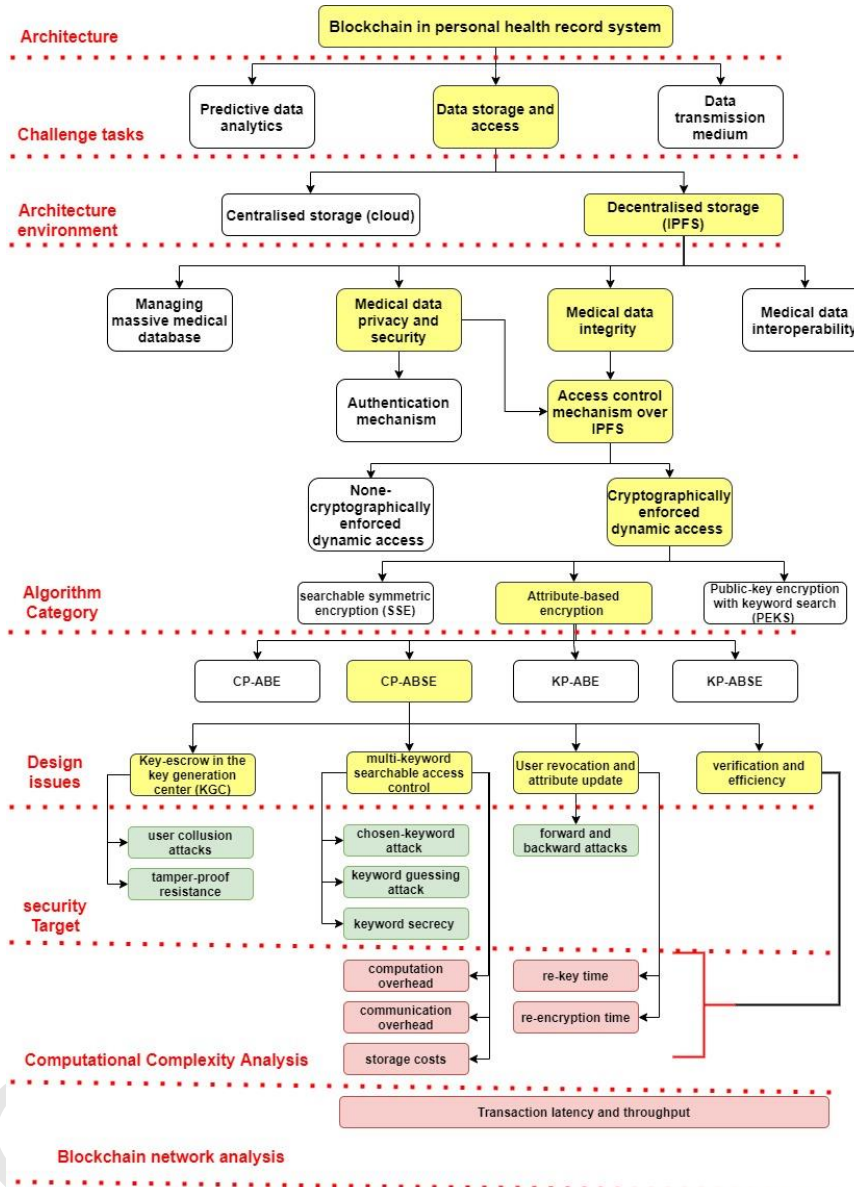 Blockchain in personal health record system
Architecture
Predictive data
analytics
Data storage and
access
Data
transmission
medium
Challenge tasks
Centralised storage (cloud)
Decentralised storage
(IPFS)
Architecture
environment
Managing
massive medical
database
Medical data
privacy and
security
Medical data
integrity
Medical data
interoperability
Authentication
mechanism
Access control
mechanism over
IPFS
None-
cryptographically
enforced
dynamic access
Cryptographically
enforced
dynamic access
Algorithm
Category
searchable symmetric
encryption (SSE)
Attribute-based
encryption
Public-key encryption
with keyword search
(PEKS)
CP-ABE
CP-ABSE
KP-ABE
KP-ABSE
Design
issues
Key-escrow in the
key generation
center (KGC)
multi-keyword
searchable access
control
User revocation and
attribute update
verification and
efficiency
user collusion
attacks
chosen-keyword
attack
forward and
backward attacks
tamper-proof
resistance
keyword guessing
attack
keyword secrecy
security
Target
computation
overhead
re-key time
communication
overhead
re-encryption time
storage costs
Computational Complexity Analysis
Transaction latency and throughput
Blockchain network analysis